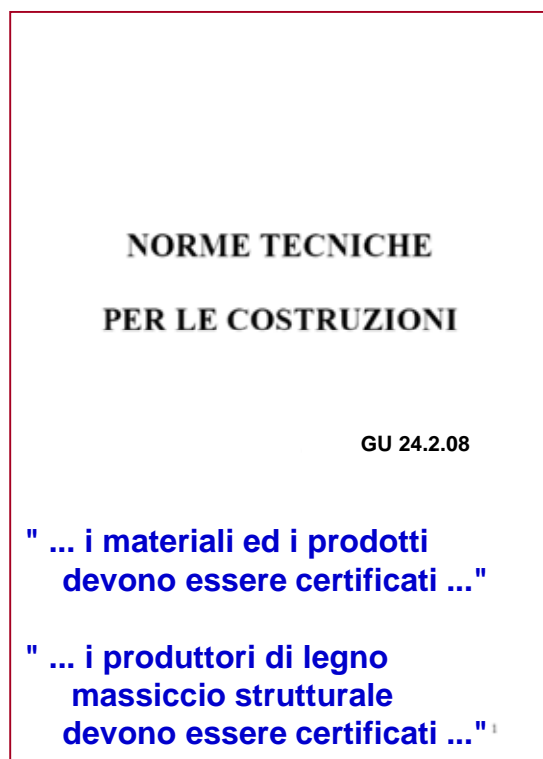 NORME TECNICHE
PER LE COSTRUZIONI
GU 24.2.08
" ... i materiali ed i prodotti
devono essere certificati ..."
" ... i produttori di legno
massiccio strutturale
devono essere certificati ..." 1